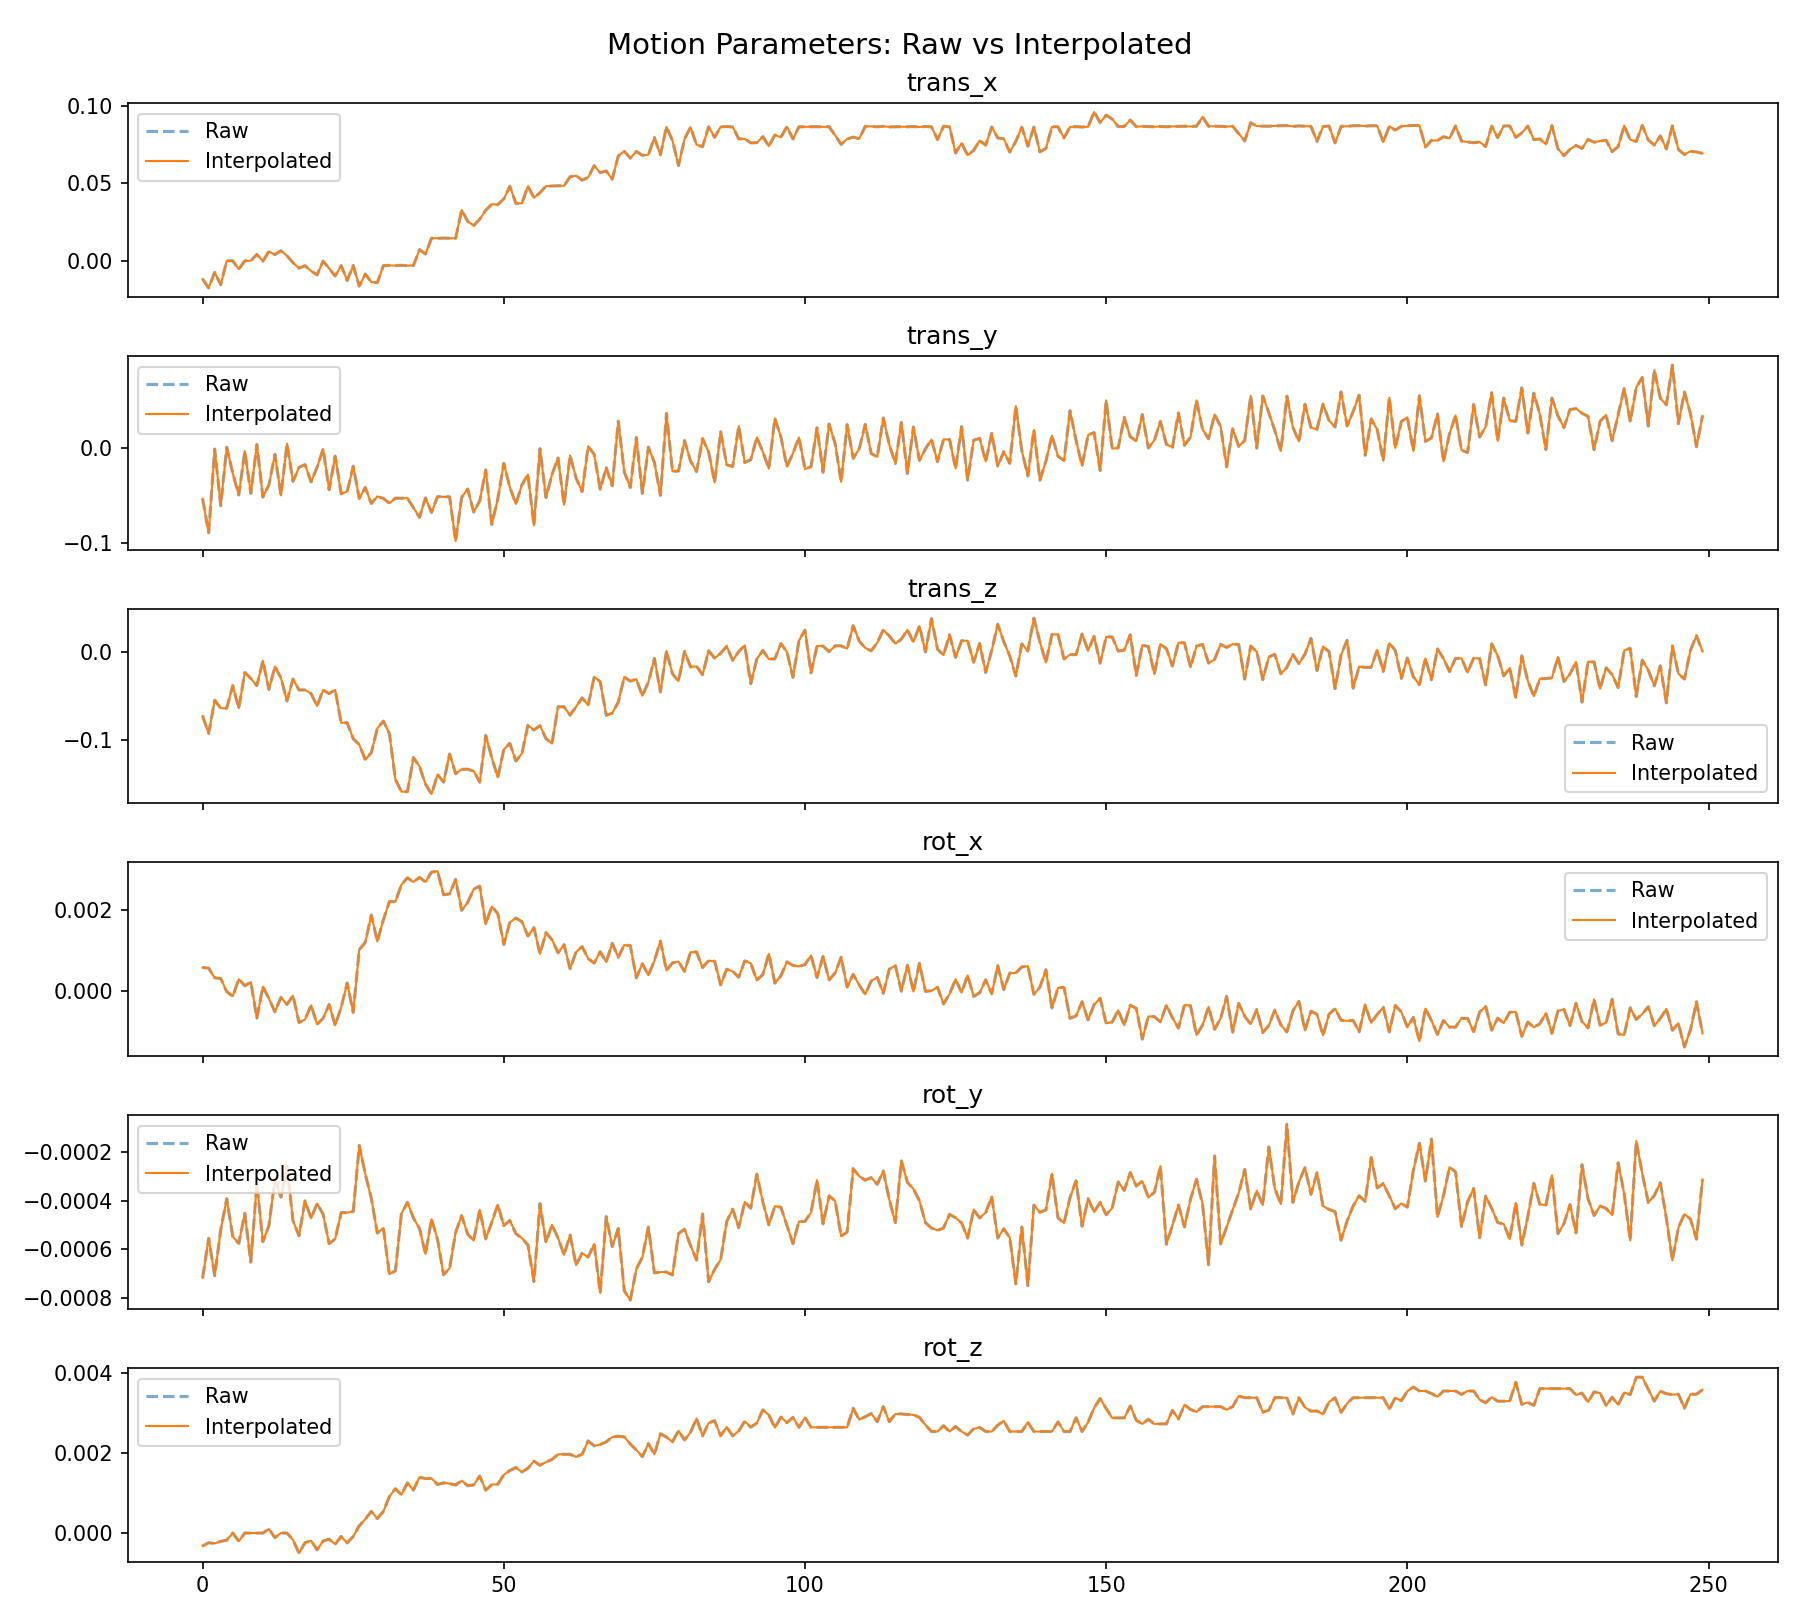 Motion Parameters: Raw vs Interpolated
trans_x
0.10
0.05
0.00
Raw
Interpolated
trans_y
0.0
−0.1
Raw
Interpolated
trans_z
0.0
−0.1
Raw
Interpolated
rot_x
0.002
0.000
Raw
Interpolated
rot_y
−0.0002
−0.0004
−0.0006
−0.0008
Raw
Interpolated
rot_z
0.004
0.002
0.000
Raw
Interpolated
0 50 100 150 200 250